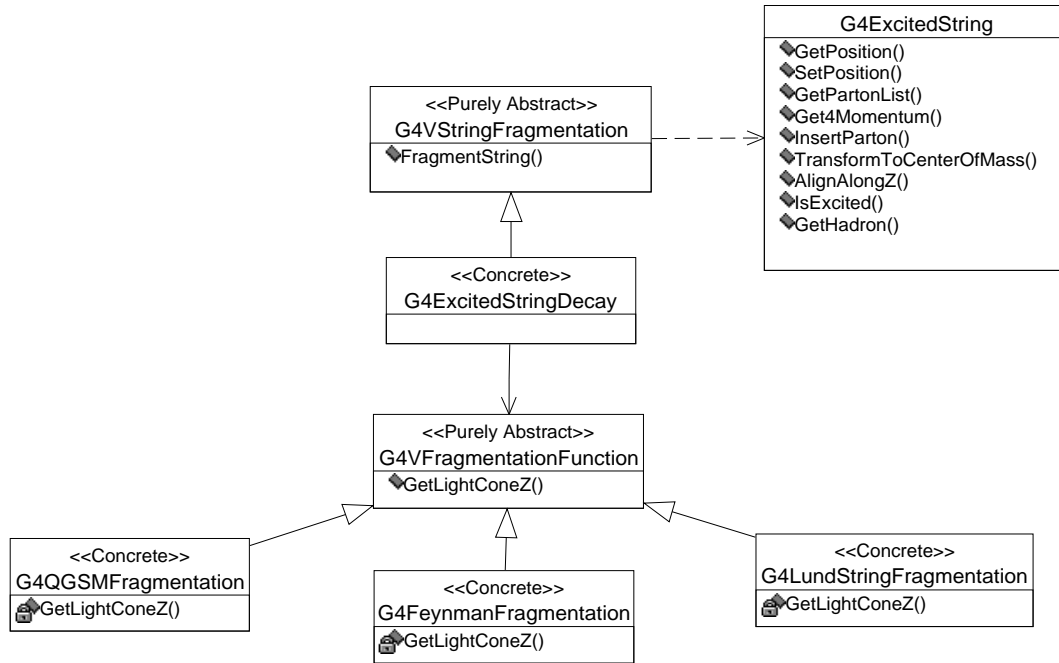 G4ExcitedString
GetPosition()
SetPosition()
GetPartonList()
Get4Momentum()
InsertParton()
TransformToCenterOfMass()
AlignAlongZ()
IsExcited()
GetHadron()
<<Purely Abstract>>
G4VStringFragmentation
FragmentString()
<<Concrete>>
G4ExcitedStringDecay
<<Purely Abstract>>
G4VFragmentationFunction
GetLightConeZ()
<<Concrete>>
G4QGSMFragmentation
GetLightConeZ()
<<Concrete>>
G4FeynmanFragmentation
GetLightConeZ()
<<Concrete>>
G4LundStringFragmentation
GetLightConeZ()